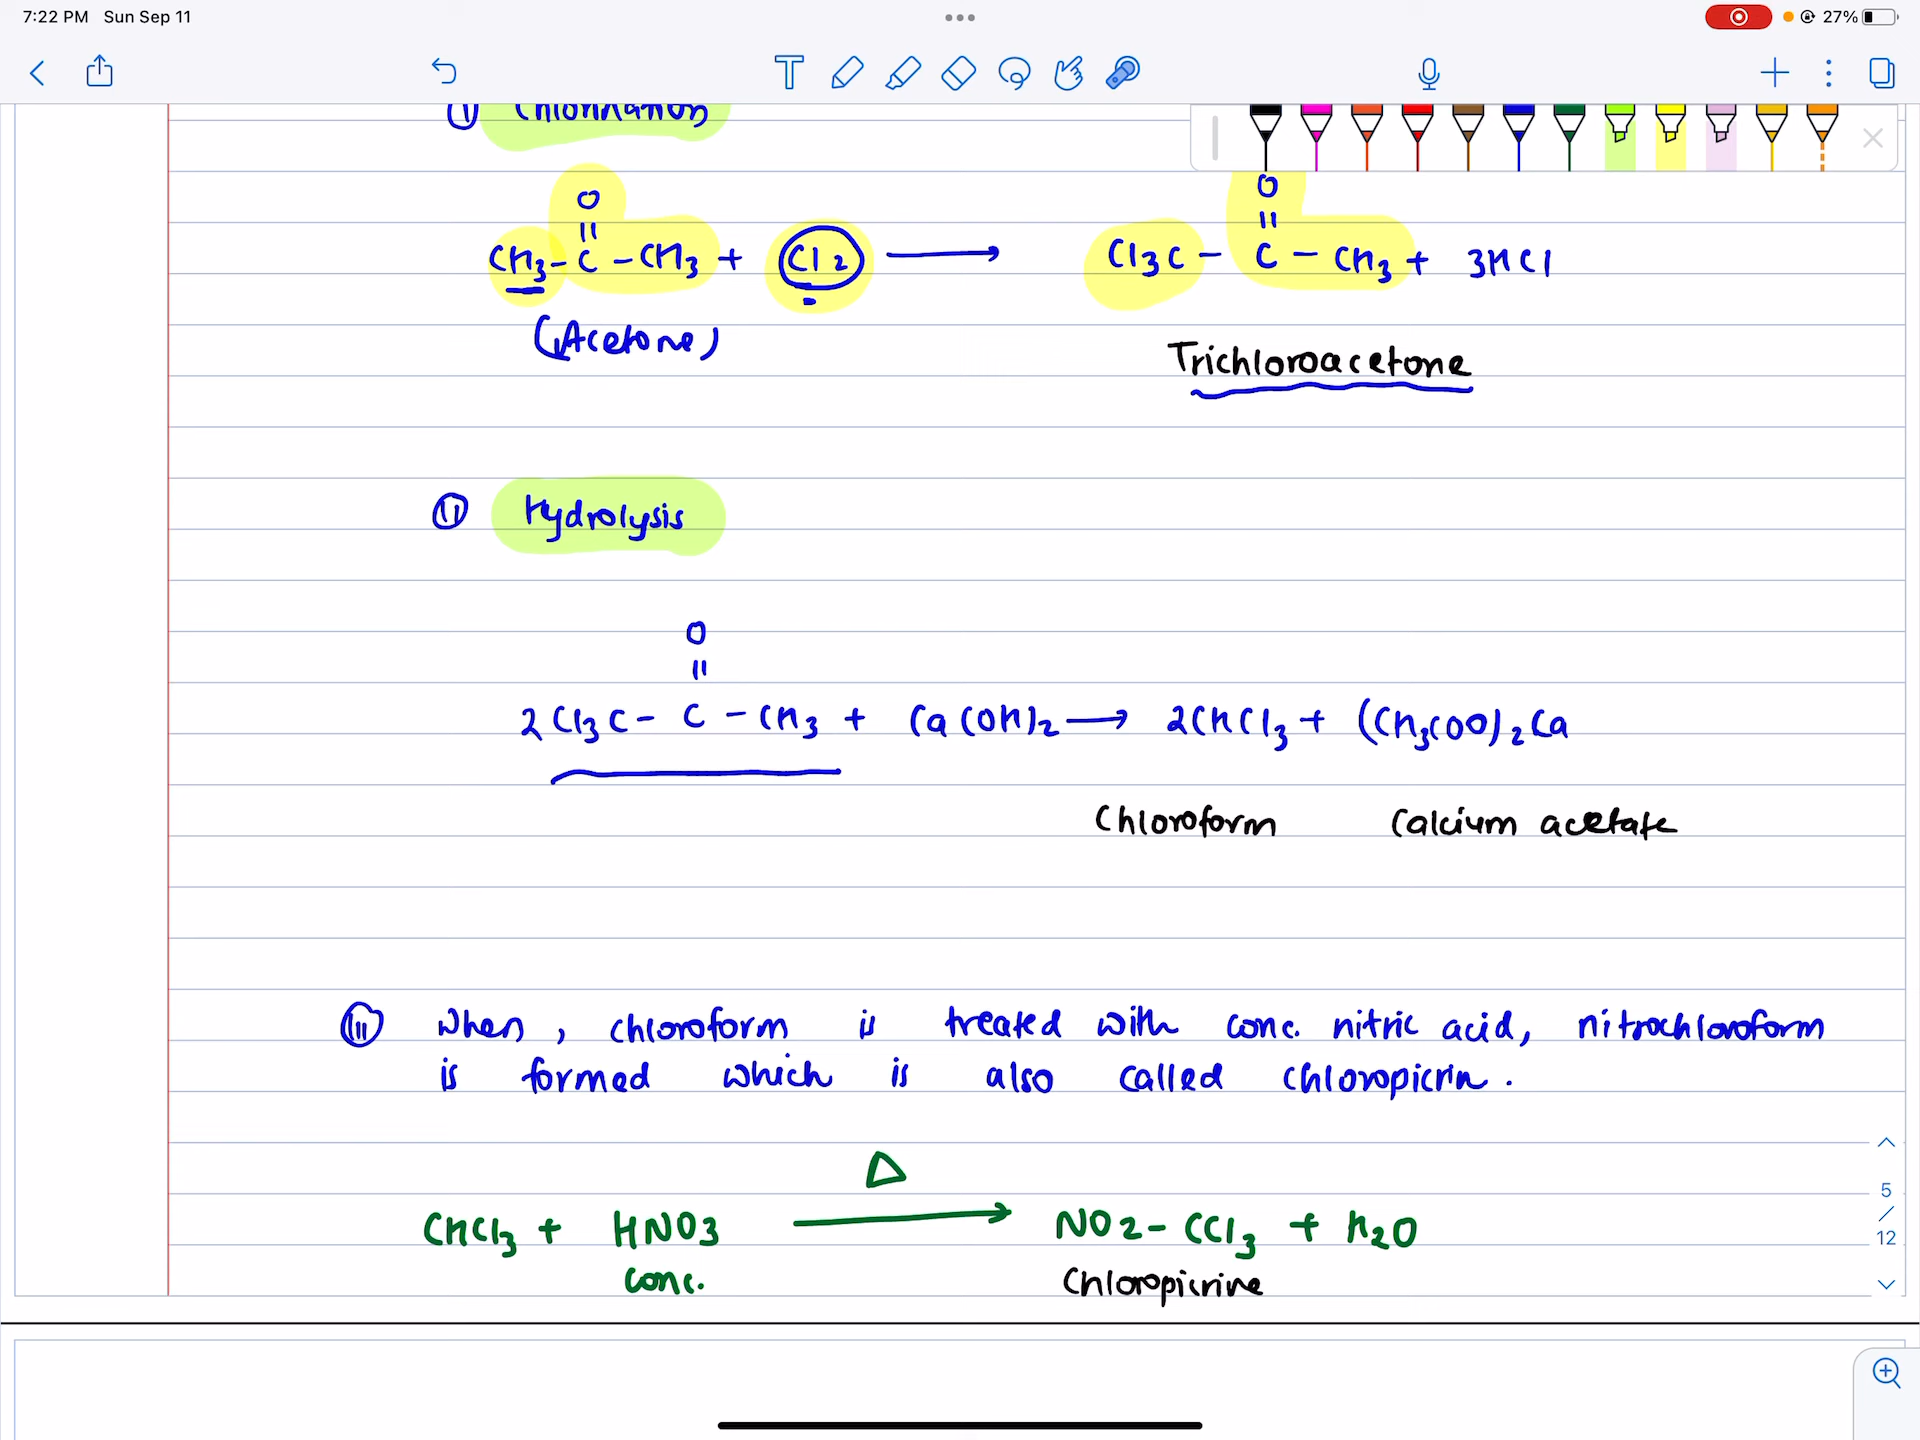 7:22 PM Sun Sep 11
27%
T
(i) Chlorination
O
||
CH3 - C - CH3 + Cl2 ⟶
O
||
Cl3C - C - CH3 + 3HCl
(Acetone)
Trichloroacetone
(ii) Hydrolysis
O
||
2Cl3C - C - CH3 + Ca(OH)2 ⟶ 2CHCl3 + (CH3COO)2Ca
Chloroform Calcium acetate
(iii) When, chloroform is treated with conc. nitric acid, nitrochloroform
is formed which is also called chloropicrin.
Δ
CHCl3 + HNO3 ⟶ NO2 - CCl3 + H2O
conc. Chloropicrine
5
/
12